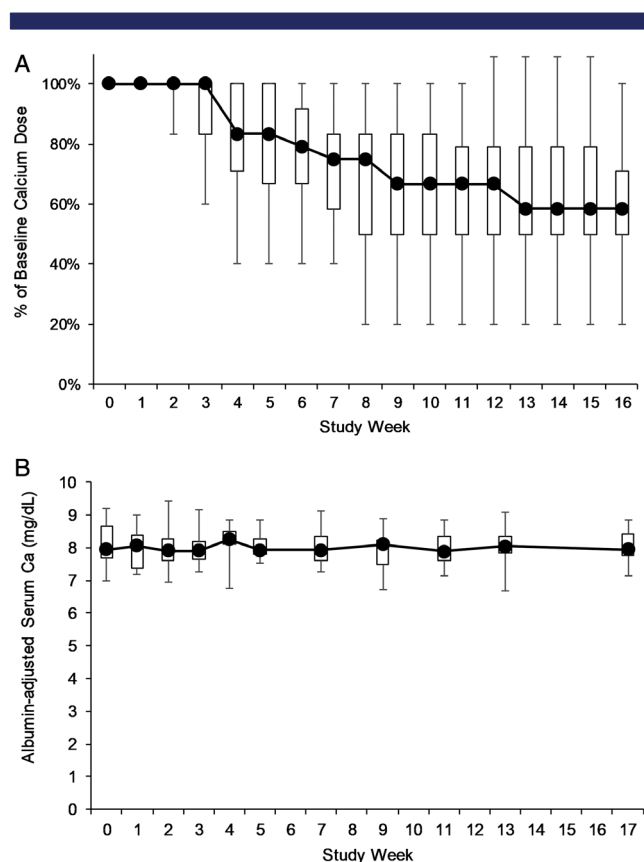 A
100%
80%
60%
40%
20%
0%
% of Baseline Calcium Dose
0 1 2 3 4 5 6 7 8 9 10 11 12 13 14 15 16
Study Week
B
10
9
8
7
6
5
4
3
2
1
0
Albumin-adjusted Serum Ca (mg/dL)
0 1 2 3 4 5 6 7 8 9 10 11 12 13 14 15 16 17
Study Week